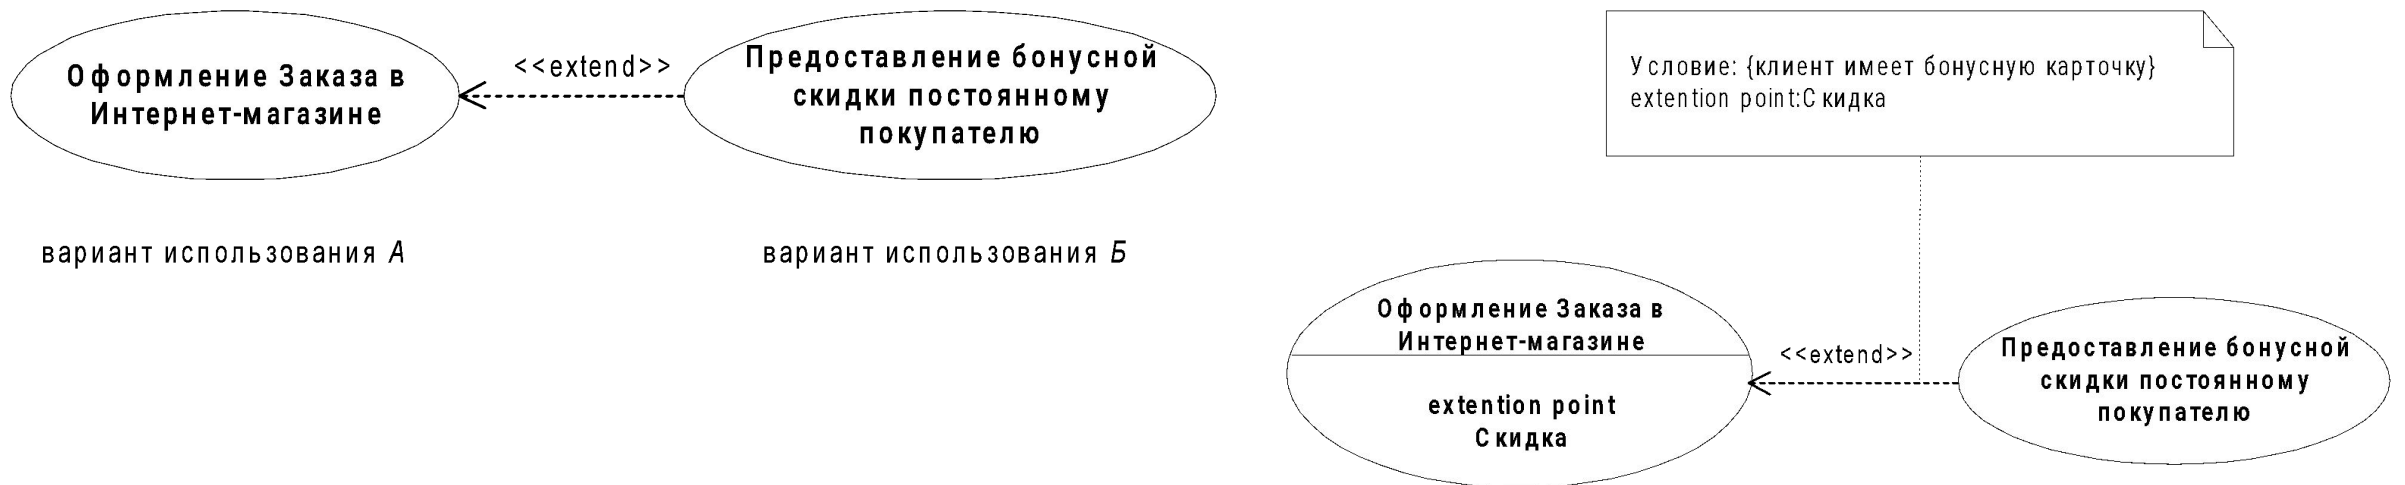 Оформление Заказа в
Интернет-магазине
<<extend>>
Предоставление бонусной
скидки постоянному
покупателю
вариант использования А
вариант использования Б
Условие: {клиент имеет бонусную карточку}
extention point:Скидка
Оформление Заказа в
Интернет-магазине
extention point
Скидка
<<extend>>
Предоставление бонусной
скидки постоянному
покупателю